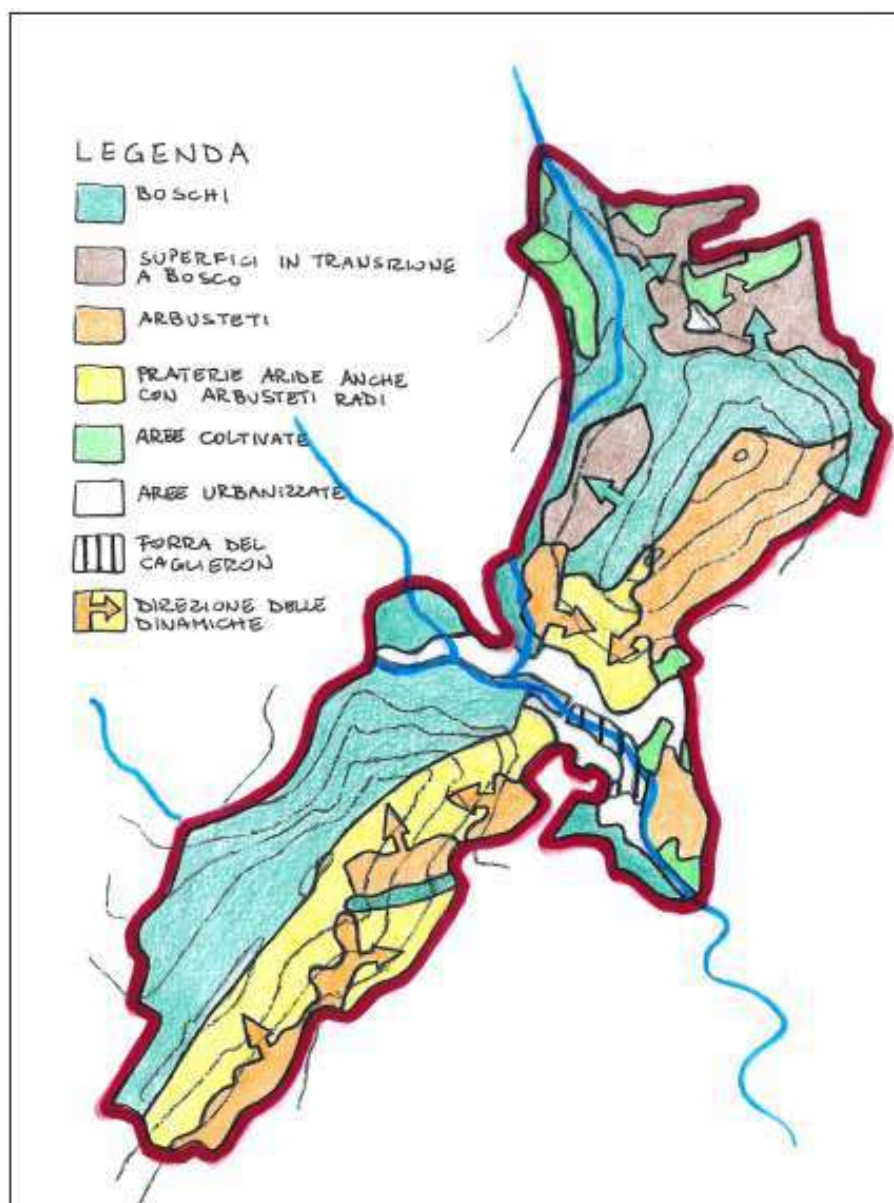 LEGENDA
BOSCHI
SUPERFICI IN TRANSIZIONE
A BOSCO
ARBUSTETI
PRATERIE ARIDE ANCHE
CON ARBUSTETI RADI
AREE COLTIVATE
AREE URBANIZZATE
FORRA DEL
CAGLIERON
DIREZIONE DELLE
DINAMICHE